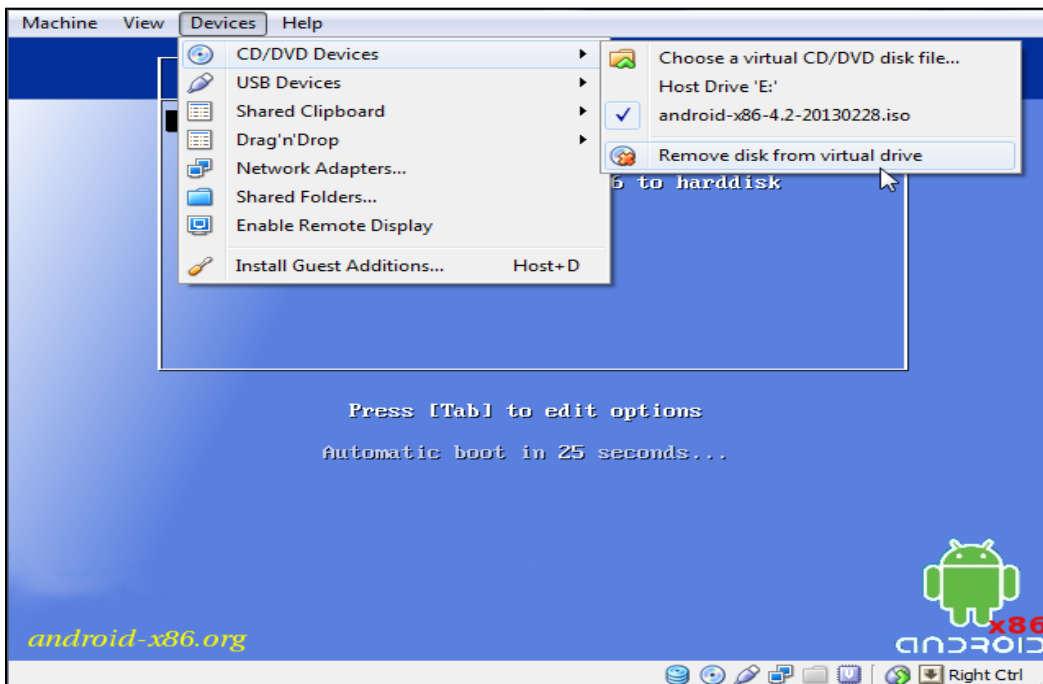 Machine View Devices Help
CD/DVD Devices
USB Devices
Shared Clipboard
Drag'n'Drop
Network Adapters...
Shared Folders...
Enable Remote Display
Install Guest Additions... Host+D
Choose a virtual CD/DVD disk file...
Host Drive 'E:'
android-x86-4.2-20130228.iso
Remove disk from virtual drive
6 to harddisk
Press [Tab] to edit options
Automatic boot in 25 seconds...
android-x86.org
x86
ANDROID
Right Ctrl